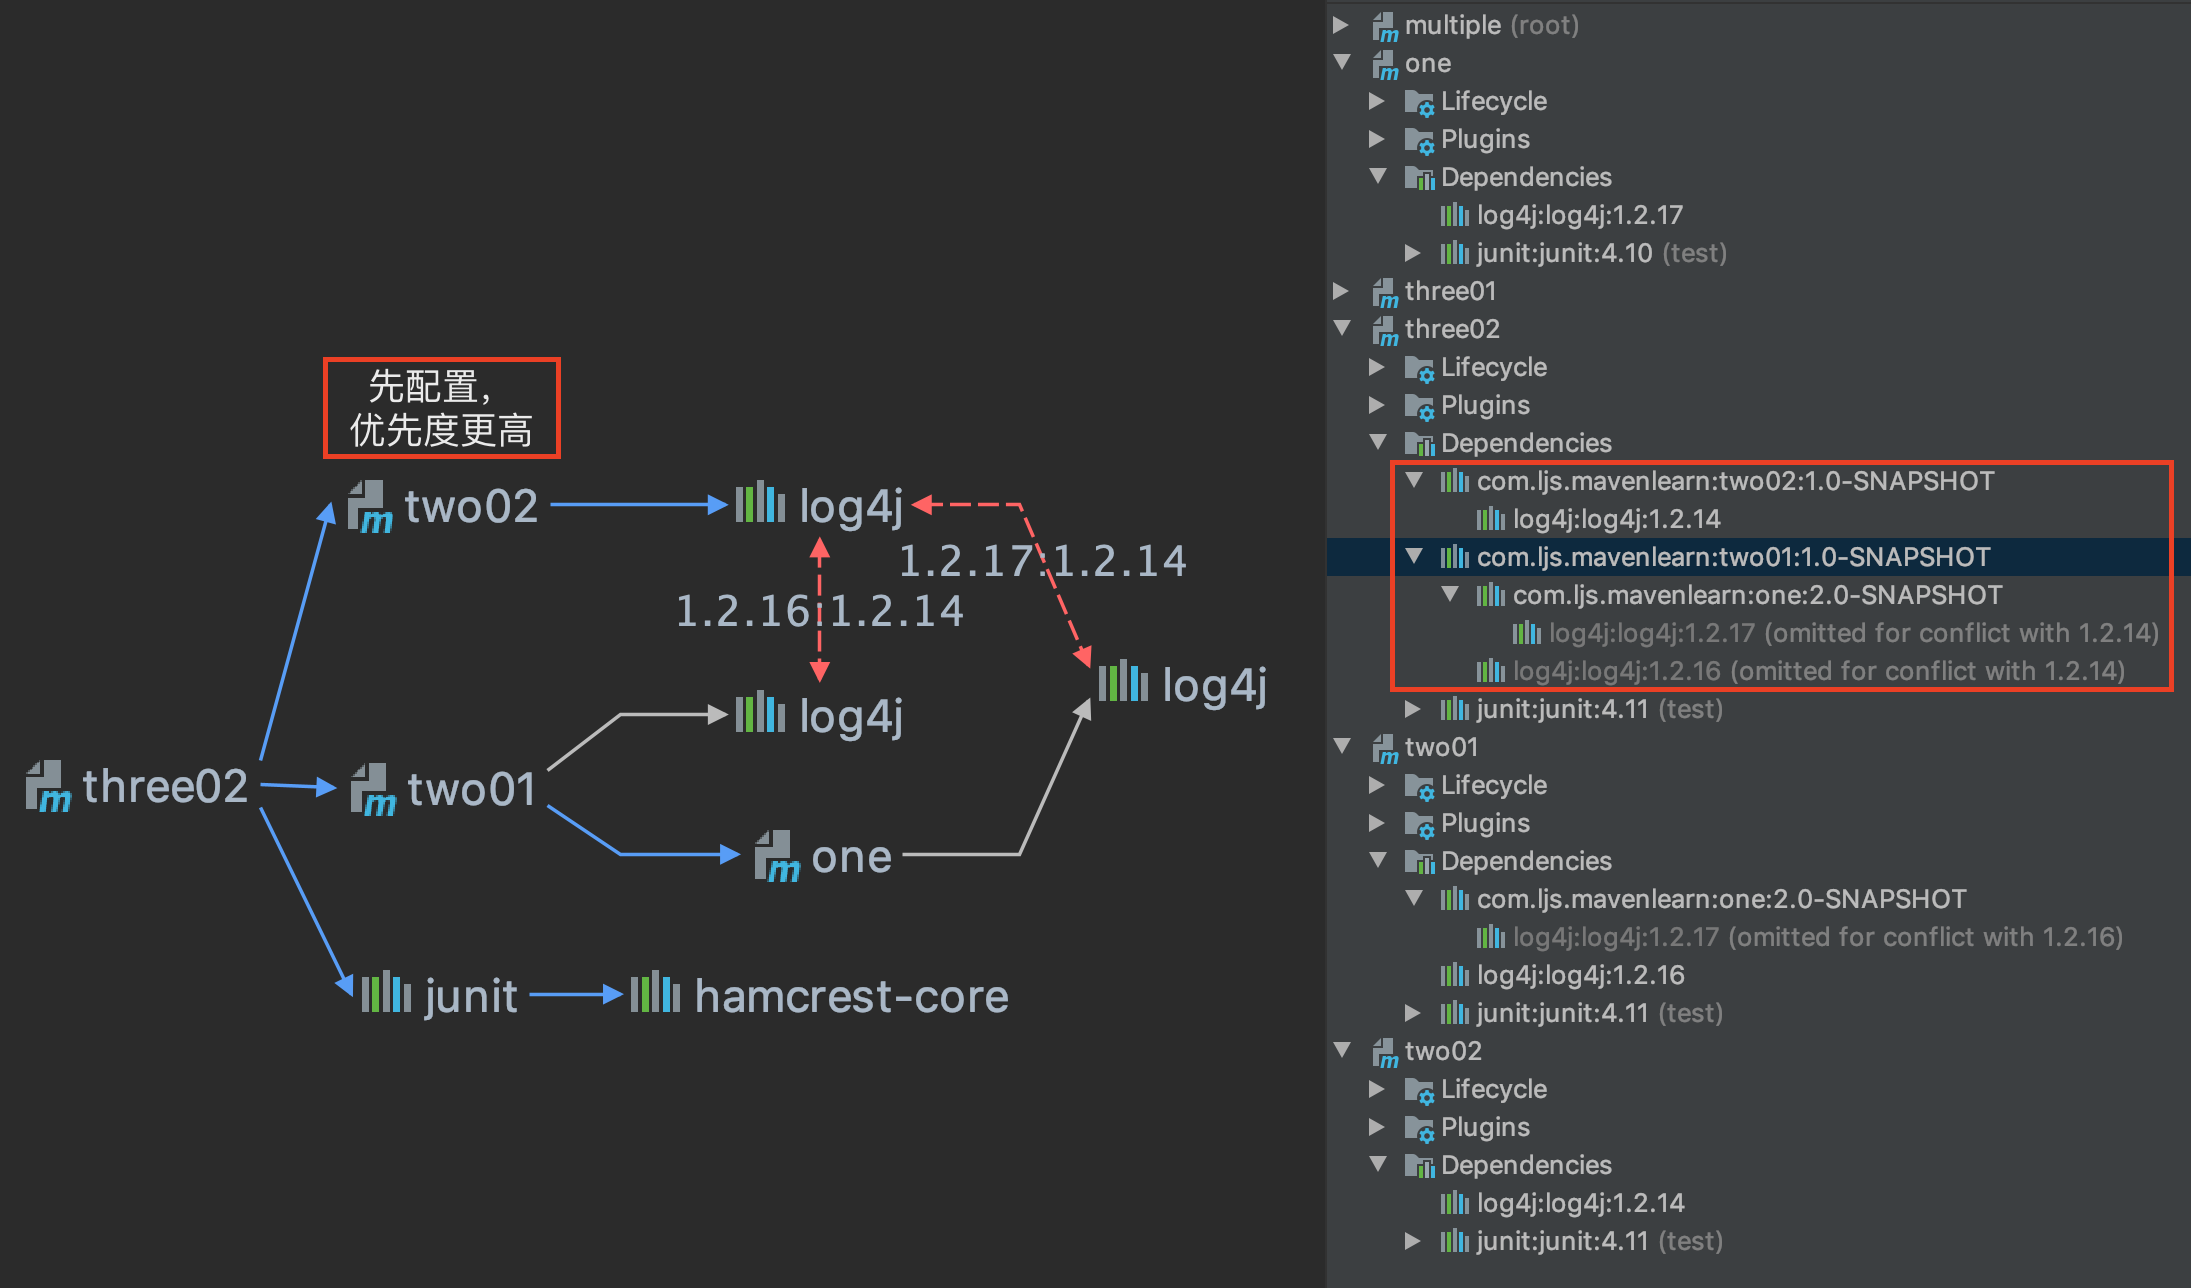 先配置，
优先度更高
two02
log4j
1.2.17:1.2.14
1.2.16:1.2.14
log4j
log4j
three02
two01
one
junit
hamcrest-core
multiple (root)
one
Lifecycle
Plugins
Dependencies
log4j:log4j:1.2.17
junit:junit:4.10 (test)
three01
three02
Lifecycle
Plugins
Dependencies
com.ljs.mavenlearn:two02:1.0-SNAPSHOT
log4j:log4j:1.2.14
com.ljs.mavenlearn:two01:1.0-SNAPSHOT
com.ljs.mavenlearn:one:2.0-SNAPSHOT
log4j:log4j:1.2.17 (omitted for conflict with 1.2.14)
log4j:log4j:1.2.16 (omitted for conflict with 1.2.14)
junit:junit:4.11 (test)
two01
Lifecycle
Plugins
Dependencies
com.ljs.mavenlearn:one:2.0-SNAPSHOT
log4j:log4j:1.2.17 (omitted for conflict with 1.2.16)
log4j:log4j:1.2.16
junit:junit:4.11 (test)
two02
Lifecycle
Plugins
Dependencies
log4j:log4j:1.2.14
junit:junit:4.11 (test)